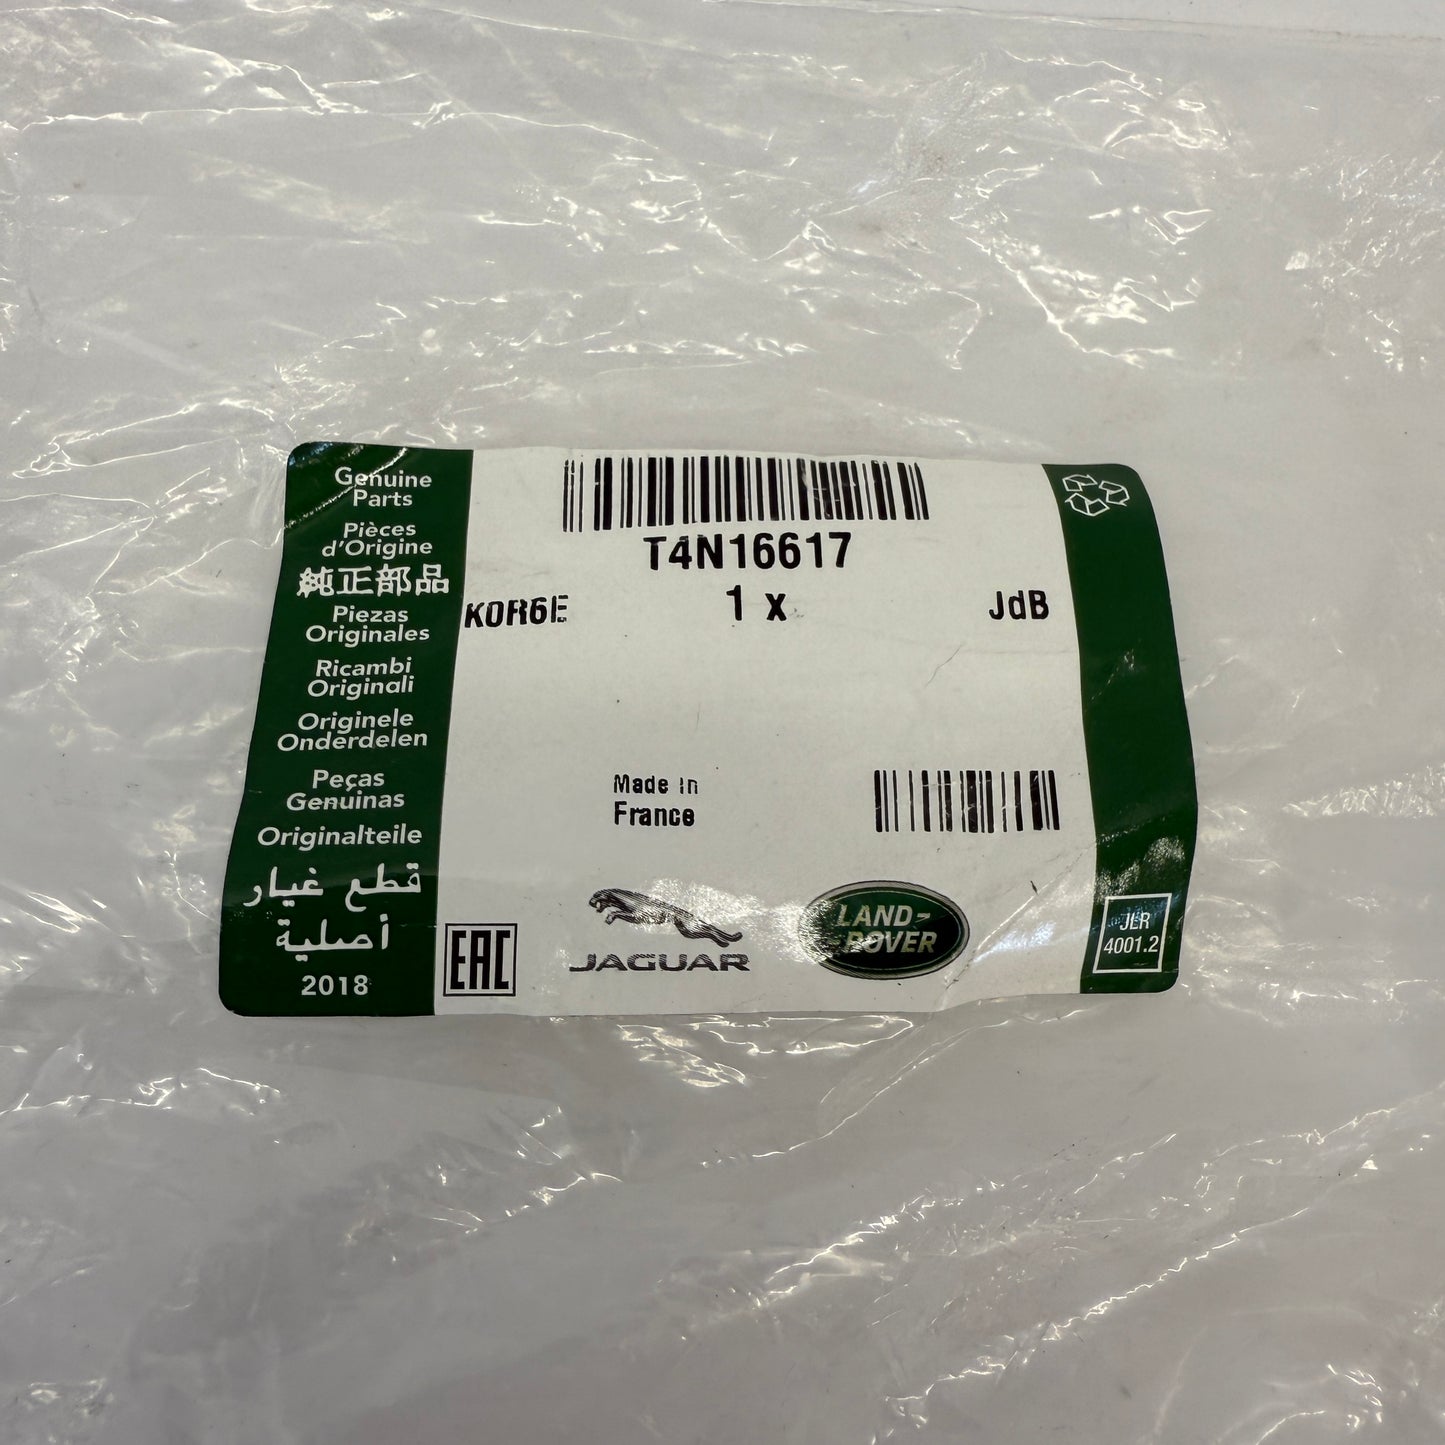 Genuine
Parts
Pièces
d'Origine
純正部品
Piezas
Originales
Ricambi
Originali
Originele
Onderdelen
Peças
Genuinas
Originalteile
قطع غيار
أصلية
2018
T4N16617
K0R6E 1 x JdB
Made In
France
EAC
JAGUAR
LAND-
-ROVER
JLR
4001.2